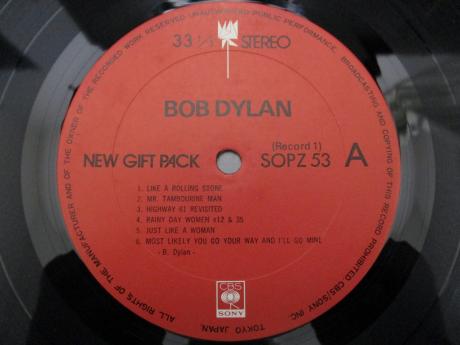 33 1/3 STEREO
BOB DYLAN
NEW GIFT PACK
(Record 1)
SOPZ 53
A
1. LIKE A ROLLING STONE
2. MR. TAMBOURINE MAN
3. HIGHWAY 61 REVISITED
4. RAINY DAY WOMEN #12 & 35
5. JUST LIKE A WOMAN
6. MOST LIKELY YOU GO YOUR WAY AND I'LL GO MINE
- B. Dylan -
CBS
SONY
TOKYO JAPAN.
ALL RIGHTS OF THE MANUFACTURER AND OF THE OWNER OF THE RECORDED WORK RESERVED UNAUTHORIZED PUBLIC PERFORMANCE, BROADCASTING AND COPYING OF THIS RECORD PROHIBITED CBS/SONY INC.